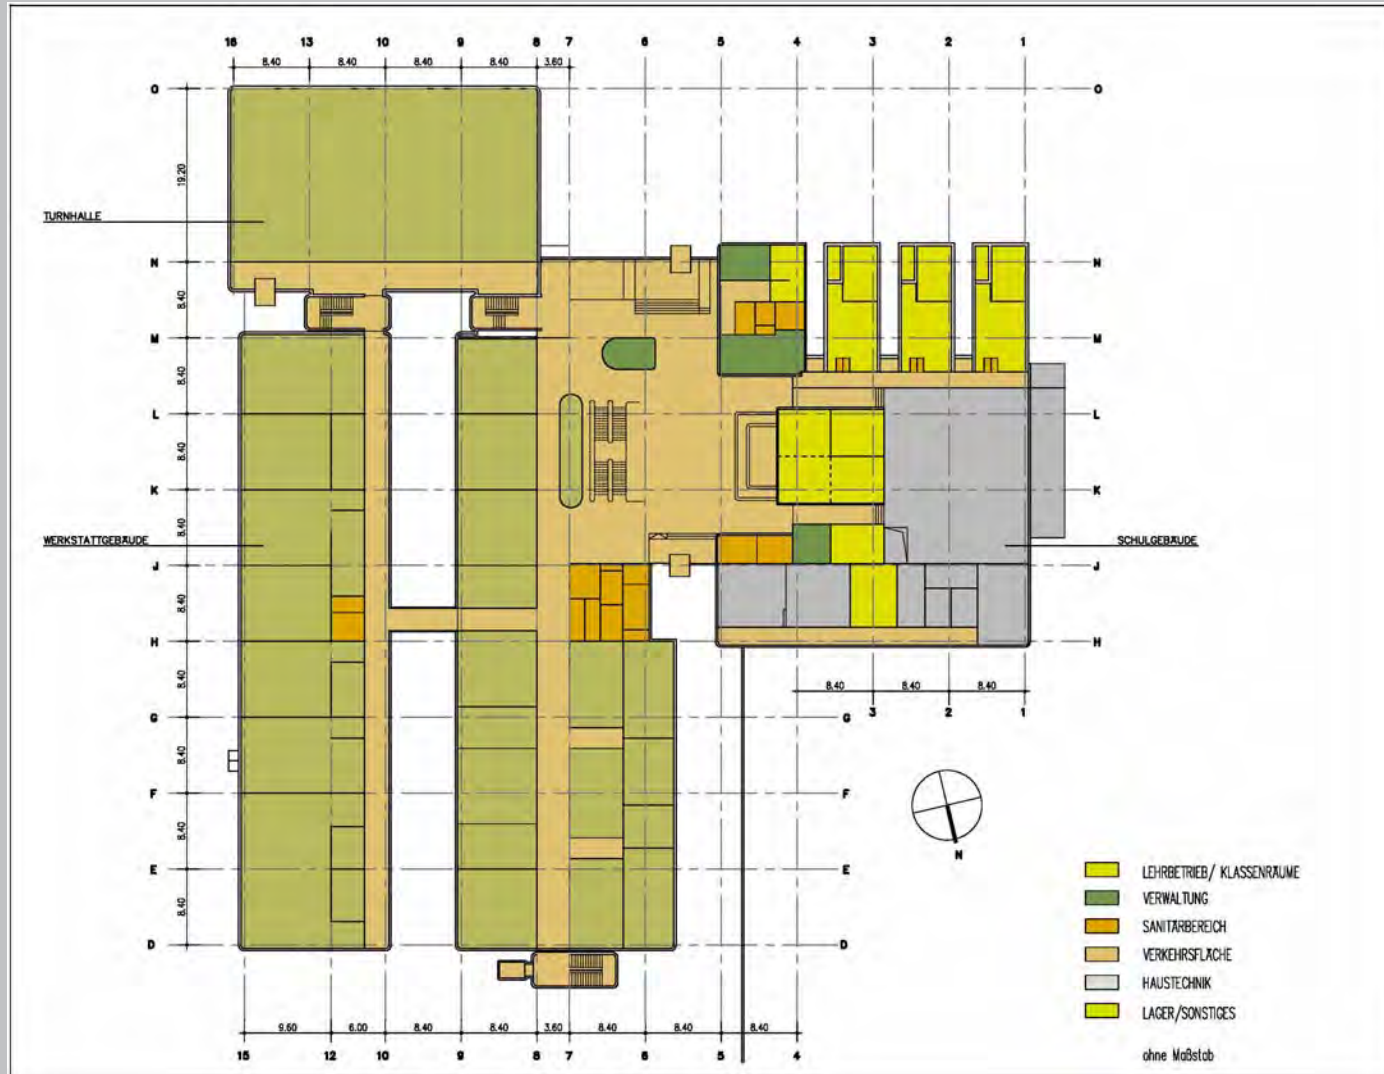 16 13 10 9 8 7 6 5 4 3 2 1
8.40 8.40 8.40 8.40 3.60
O O
19.20
TURNHALLE
N N
8.40
M M
8.40
L L
8.40
K K
8.40
WERKSTATTGEBÄUDE SCHULGEBÄUDE
J J
8.40
H H
8.40 8.40 8.40 8.40
G G 3 2 1
8.40
F F
8.40
N
E E
8.40
D D
LEHRBETRIEB/ KLASSENRÄUME
VERWALTUNG
SANITÄRBEREICH
VERKEHRSFLÄCHE
HAUSTECHNIK
LAGER/SONSTIGES
9.60 6.00 8.40 8.40 3.60 8.40 8.40 8.40
15 12 10 9 8 7 6 5 4
ohne Maßstab